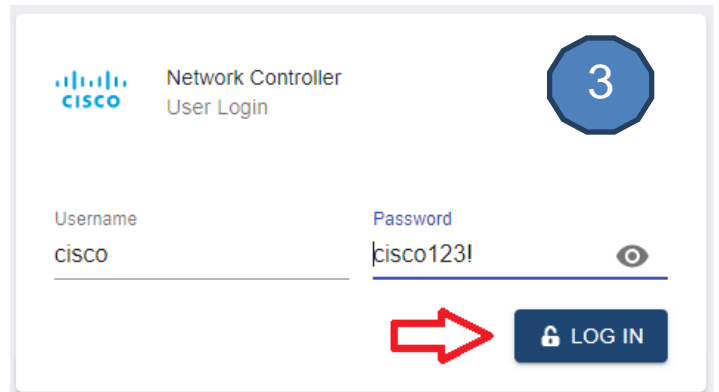 Network Controller
3
CISCO
User Login
Username
Password
cisco
cisco123!
LOG IN